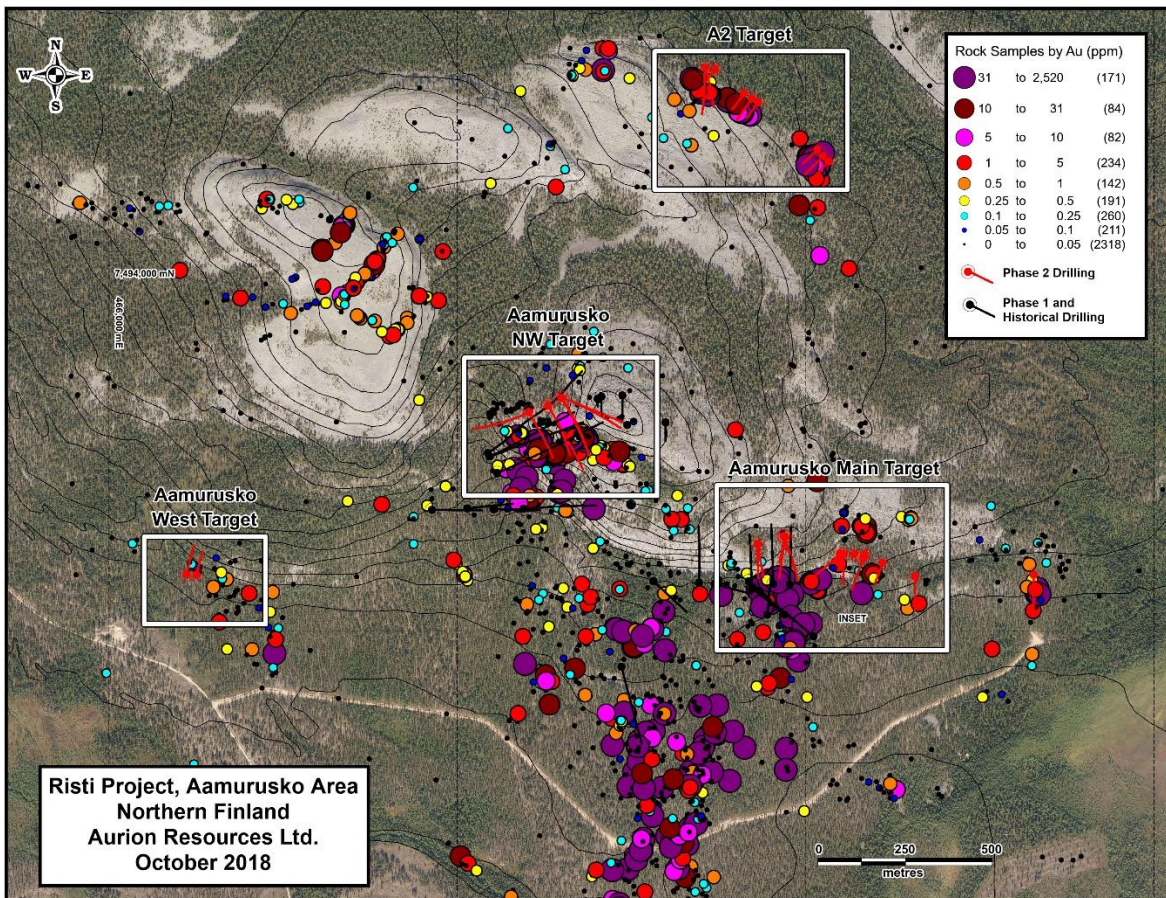 N
W E
S
A2 Target
Rock Samples by Au (ppm)
31 to 2,520 (171)
10 to 31 (84)
5 to 10 (82)
1 to 5 (234)
0.5 to 1 (142)
0.25 to 0.5 (191)
0.1 to 0.25 (260)
0.05 to 0.1 (211)
0 to 0.05 (2318)
Phase 2 Drilling
Phase 1 and
Historical Drilling
7,494,000 mN
466,000 mE
Aamurusko
NW Target
Aamurusko Main Target
Aamurusko
West Target
INSET
Risti Project, Aamurusko Area
Northern Finland
Aurion Resources Ltd.
October 2018
0 250 500
metres